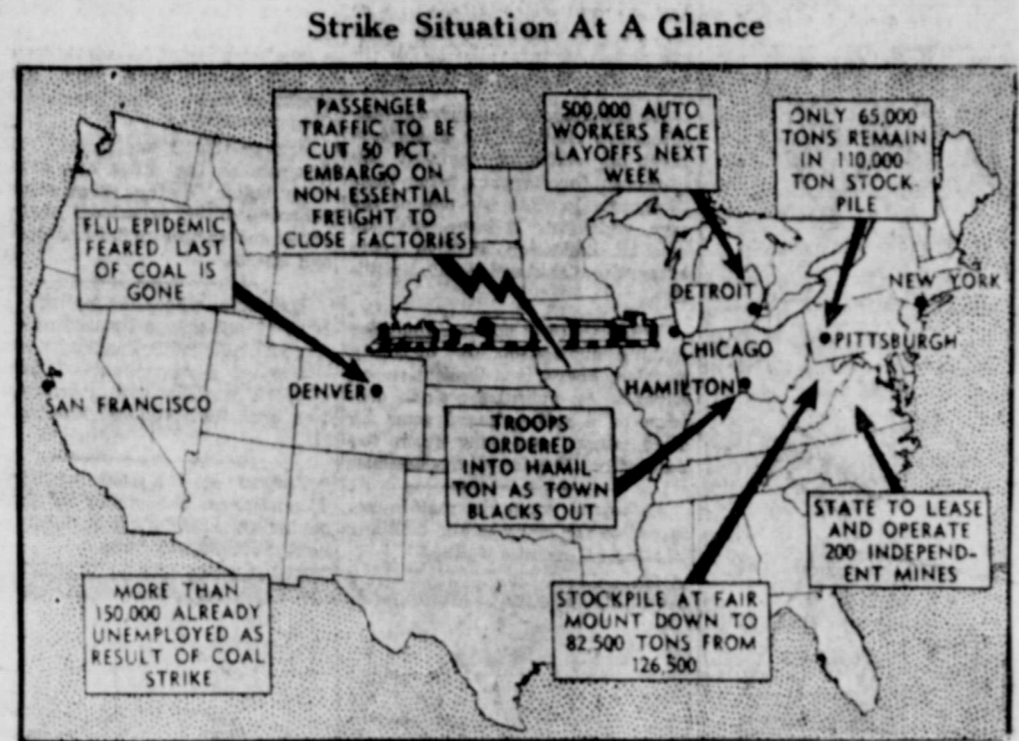 Strike Situation At A Glance
PASSENGER
TRAFFIC TO BE
CUT 50 PCT.
EMBARGO ON
NON ESSENTIAL
FREIGHT TO
CLOSE FACTORIES
500,000 AUTO
WORKERS FACE
LAYOFFS NEXT
WEEK
ONLY 65,000
TONS REMAIN
IN 110,000
TON STOCK-
PILE
FLU EPIDEMIC
FEARED LAST
OF COAL IS
GONE
DETROIT
NEW YORK
CHICAGO
PITTSBURGH
DENVER
HAMILTON
SAN FRANCISCO
TROOPS
ORDERED
INTO HAMIL
TON AS TOWN
BLACKS OUT
STATE TO LEASE
AND OPERATE
200 INDEPEND-
ENT MINES
MORE THAN
150,000 ALREADY
UNEMPLOYED AS
RESULT OF COAL
STRIKE
STOCKPILE AT FAIR
MOUNT DOWN TO
82,500 TONS FROM
126,500